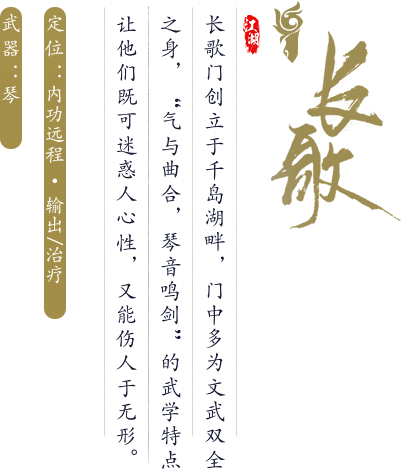 长歌
江湖
长歌门创立于千岛湖畔，门中多为文武双全
之身，“气与曲合，琴音鸣剑”的武学特点
让他们既可迷惑人心性，又能伤人于无形。
定位：内功远程·输出/治疗
武器：琴